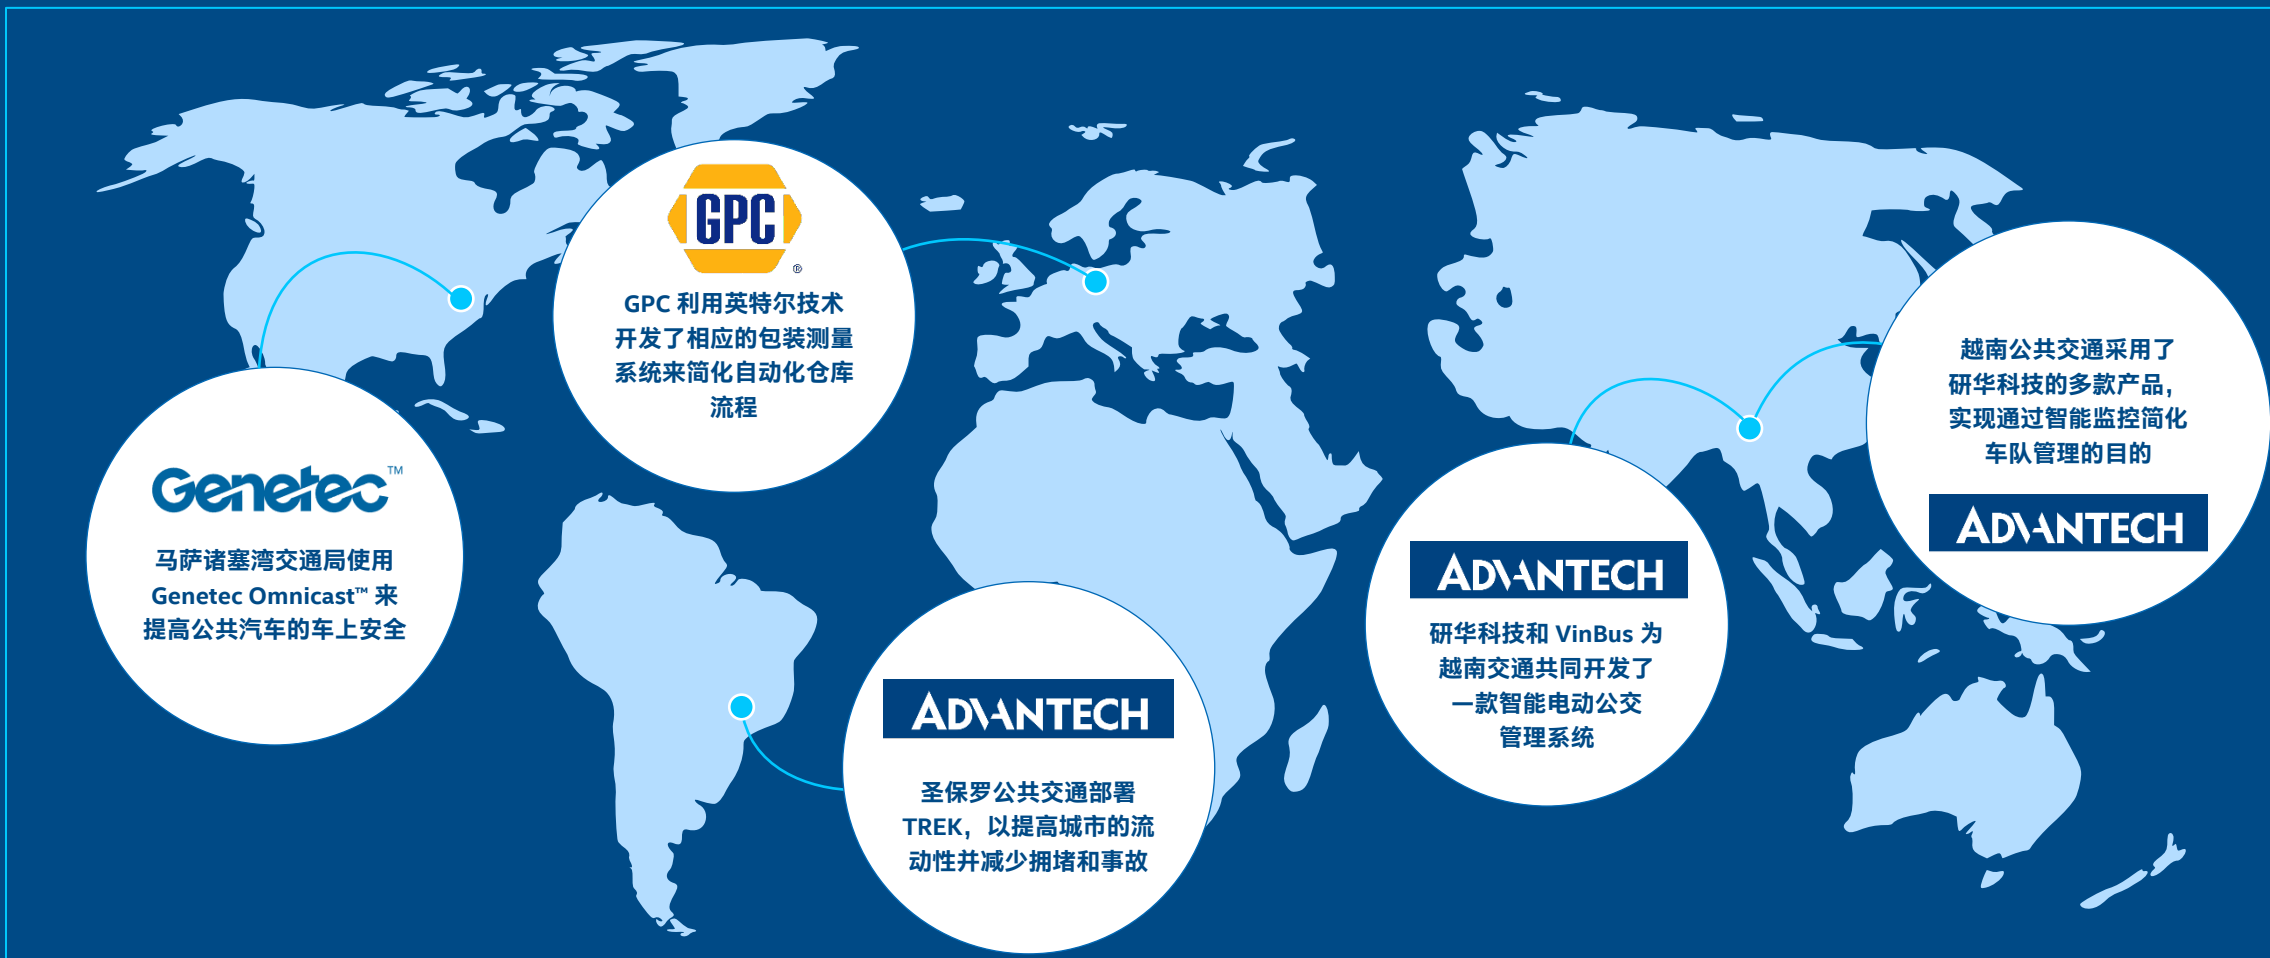 GPC
®
GPC 利用英特尔技术
开发了相应的包装测量
系统来简化自动化仓库
流程
Genetec™
马萨诸塞湾交通局使用
Genetec Omnicast™ 来
提高公共汽车的车上安全
ADVANTECH
圣保罗公共交通部署
TREK，以提高城市的流
动性并减少拥堵和事故
ADVANTECH
研华科技和 VinBus 为
越南交通共同开发了
一款智能电动公交
管理系统
越南公共交通采用了
研华科技的多款产品，
实现通过智能监控简化
车队管理的目的
ADVANTECH